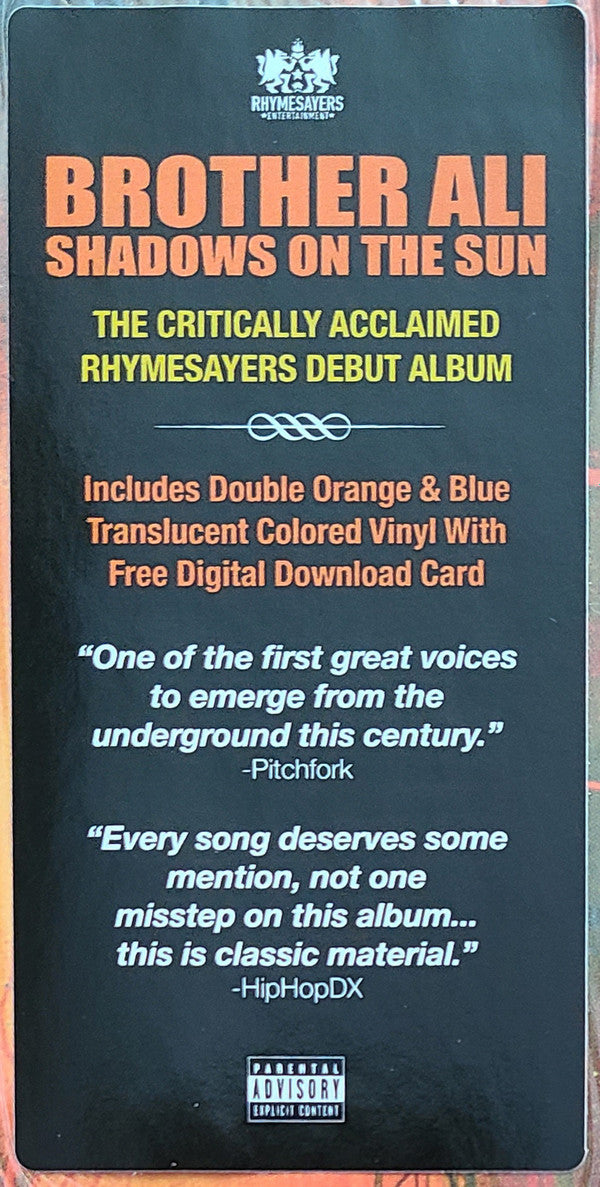 RHYMESAYERS
★ENTERTAINMENT★
BROTHER ALI
SHADOWS ON THE SUN
THE CRITICALLY ACCLAIMED
RHYMESAYERS DEBUT ALBUM
Includes Double Orange & Blue
Translucent Colored Vinyl With
Free Digital Download Card
“One of the first great voices
to emerge from the
underground this century.”
-Pitchfork
“Every song deserves some
mention, not one
misstep on this album...
this is classic material.”
-HipHopDX
PARENTAL
ADVISORY
EXPLICIT CONTENT